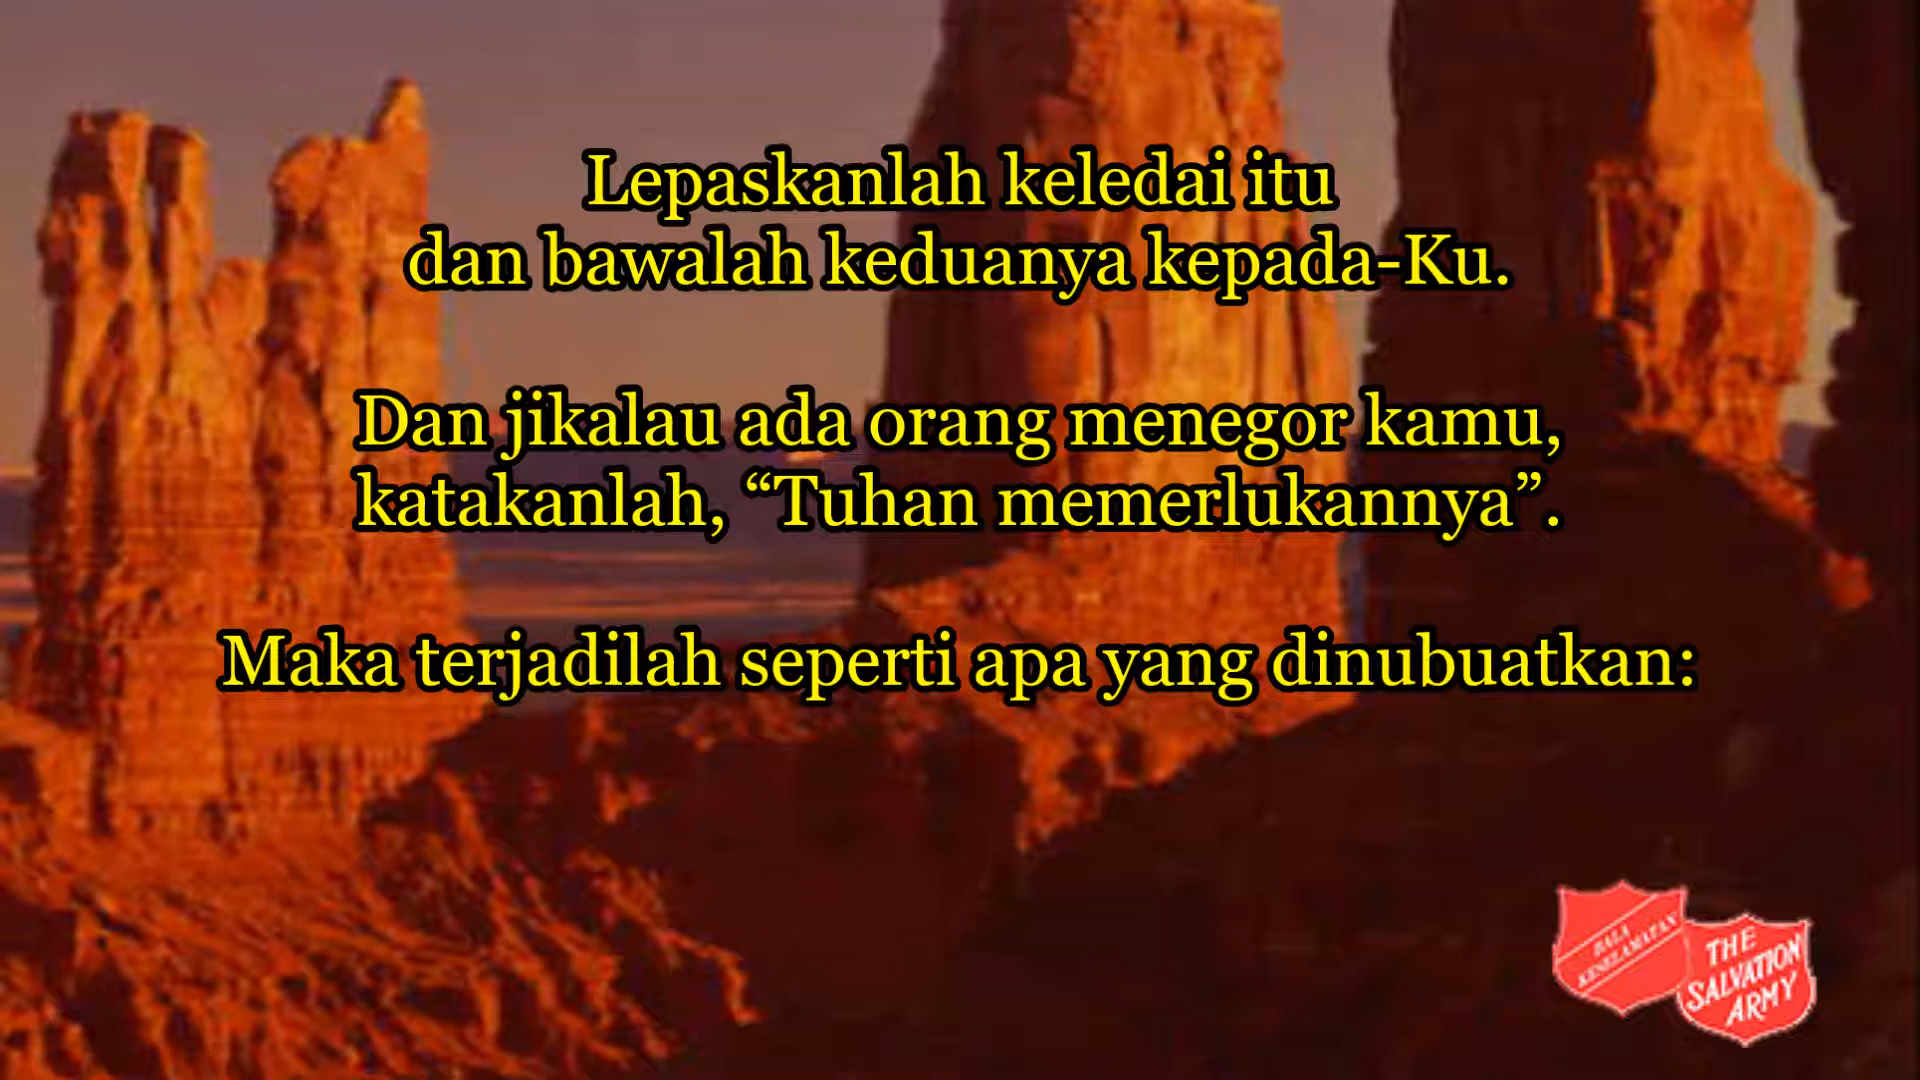 Lepaskanlah keledai itu
dan bawalah keduanya kepada-Ku.
Dan jikalau ada orang menegor kamu,
katakanlah, “Tuhan memerlukannya”.
Maka terjadilah seperti apa yang dinubuatkan:
BALA
KESELAMATAN
THE
SALVATION
ARMY